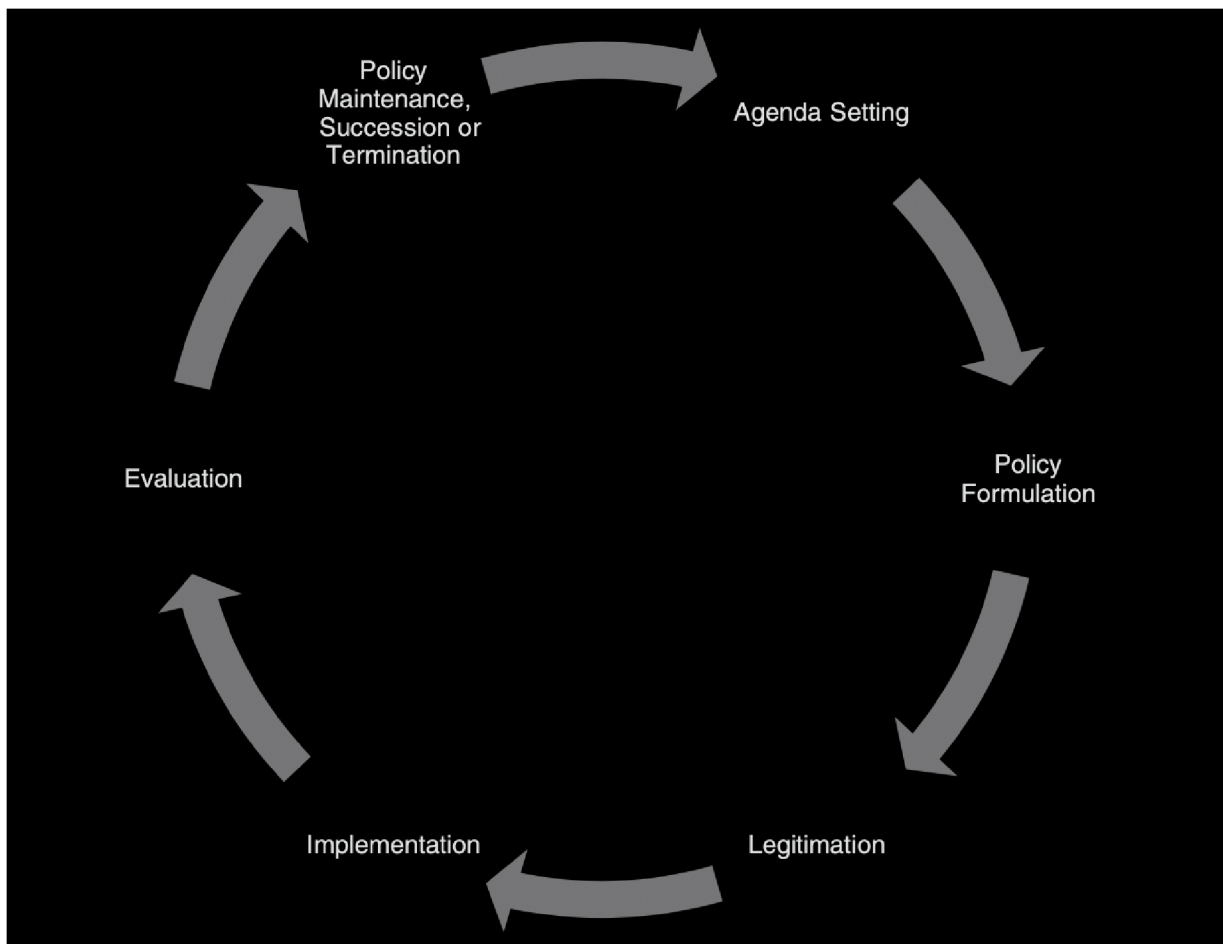 Policy
Maintenance,
Succession or
Termination
Agenda Setting
Policy
Formulation
Legitimation
Implementation
Evaluation